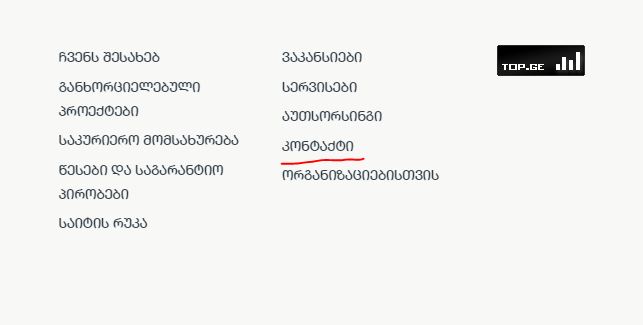 ჩვენს შესახებ
განხორციელებული
პროექტები
საკურიერო მომსახურება
წესები და საგარანტიო
პირობები
საიტის რუკა
ვაკანსიები
სერვისები
აუთსორსინგი
კონტაქტი
ორგანიზაციებისთვის
TOP.GE